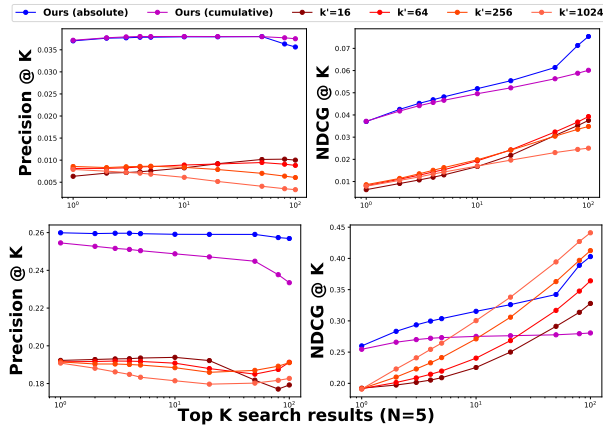 Ours (absolute) Ours (cumulative) k'=16 k'=64 k'=256 k'=1024
Precision @ K
0.035
0.030
0.025
0.020
0.015
0.010
0.005
10⁰ 10¹ 10²
NDCG @ K
0.07
0.06
0.05
0.04
0.03
0.02
0.01
10⁰ 10¹ 10²
Precision @ K
0.26
0.24
0.22
0.20
0.18
10⁰ 10¹ 10²
NDCG @ K
0.45
0.40
0.35
0.30
0.25
0.20
10⁰ 10¹ 10²
Top K search results (N=5)